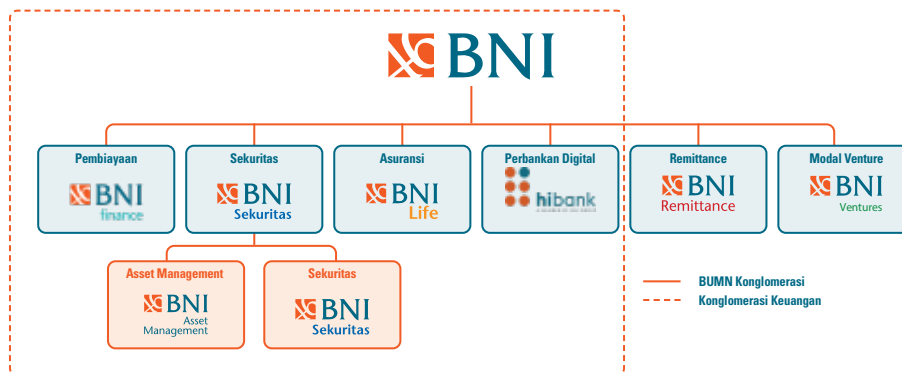 BNI
Pembiayaan
BNI
finance
Sekuritas
BNI
Sekuritas
Asuransi
BNI
Life
Perbankan Digital
hibank
Remittance
BNI
Remittance
Modal Venture
BNI
Ventures
Asset Management
BNI
Asset
Management
Sekuritas
BNI
Sekuritas
BUMN Konglomerasi
Konglomerasi Keuangan